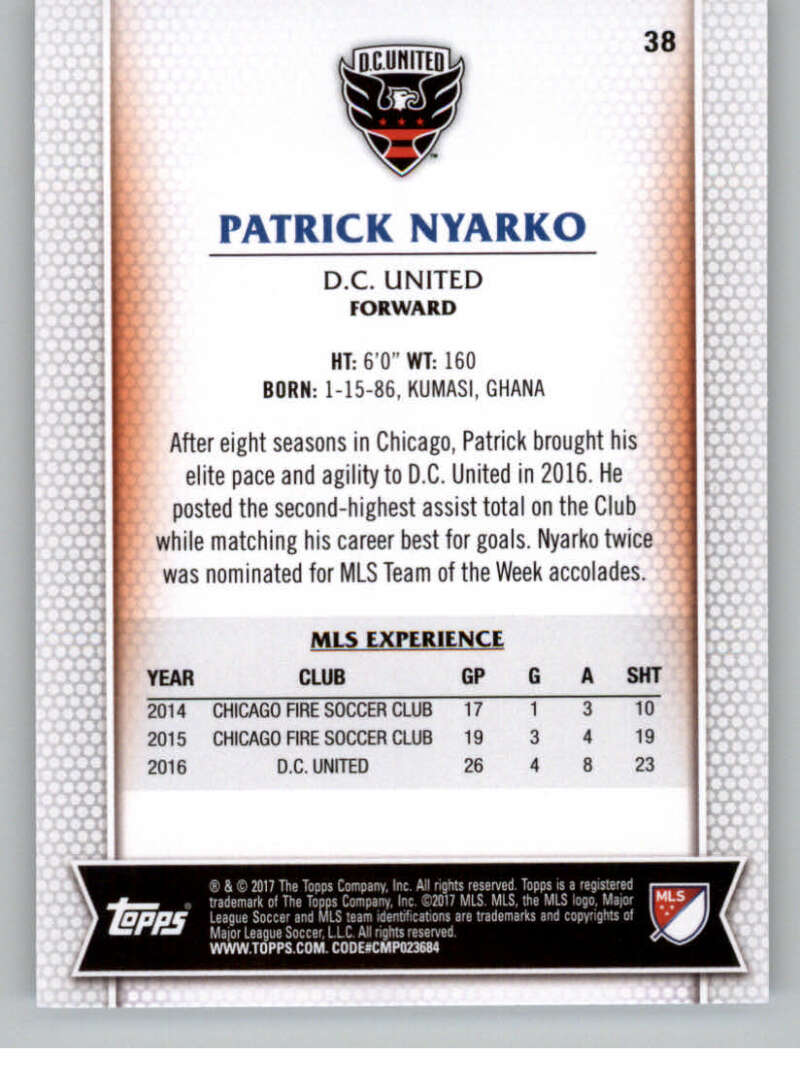 38
D.C.UNITED
PATRICK NYARKO
D.C. UNITED
FORWARD
HT: 6'0" WT: 160
BORN: 1-15-86, KUMASI, GHANA
After eight seasons in Chicago, Patrick brought his
elite pace and agility to D.C. United in 2016. He
posted the second-highest assist total on the Club
while matching his career best for goals. Nyarko twice
was nominated for MLS Team of the Week accolades.
MLS EXPERIENCE
YEAR CLUB GP G A SHT
2014 CHICAGO FIRE SOCCER CLUB 17 1 3 10
2015 CHICAGO FIRE SOCCER CLUB 19 3 4 19
2016 D.C. UNITED 26 4 8 23
Topps®
® & © 2017 The Topps Company, Inc. All rights reserved. Topps is a registered
trademark of The Topps Company, Inc. ©2017 MLS. MLS, the MLS logo, Major
League Soccer and MLS team identifications are trademarks and copyrights of
Major League Soccer, L.L.C. All rights reserved.
WWW.TOPPS.COM. CODE#CMP023684
MLS